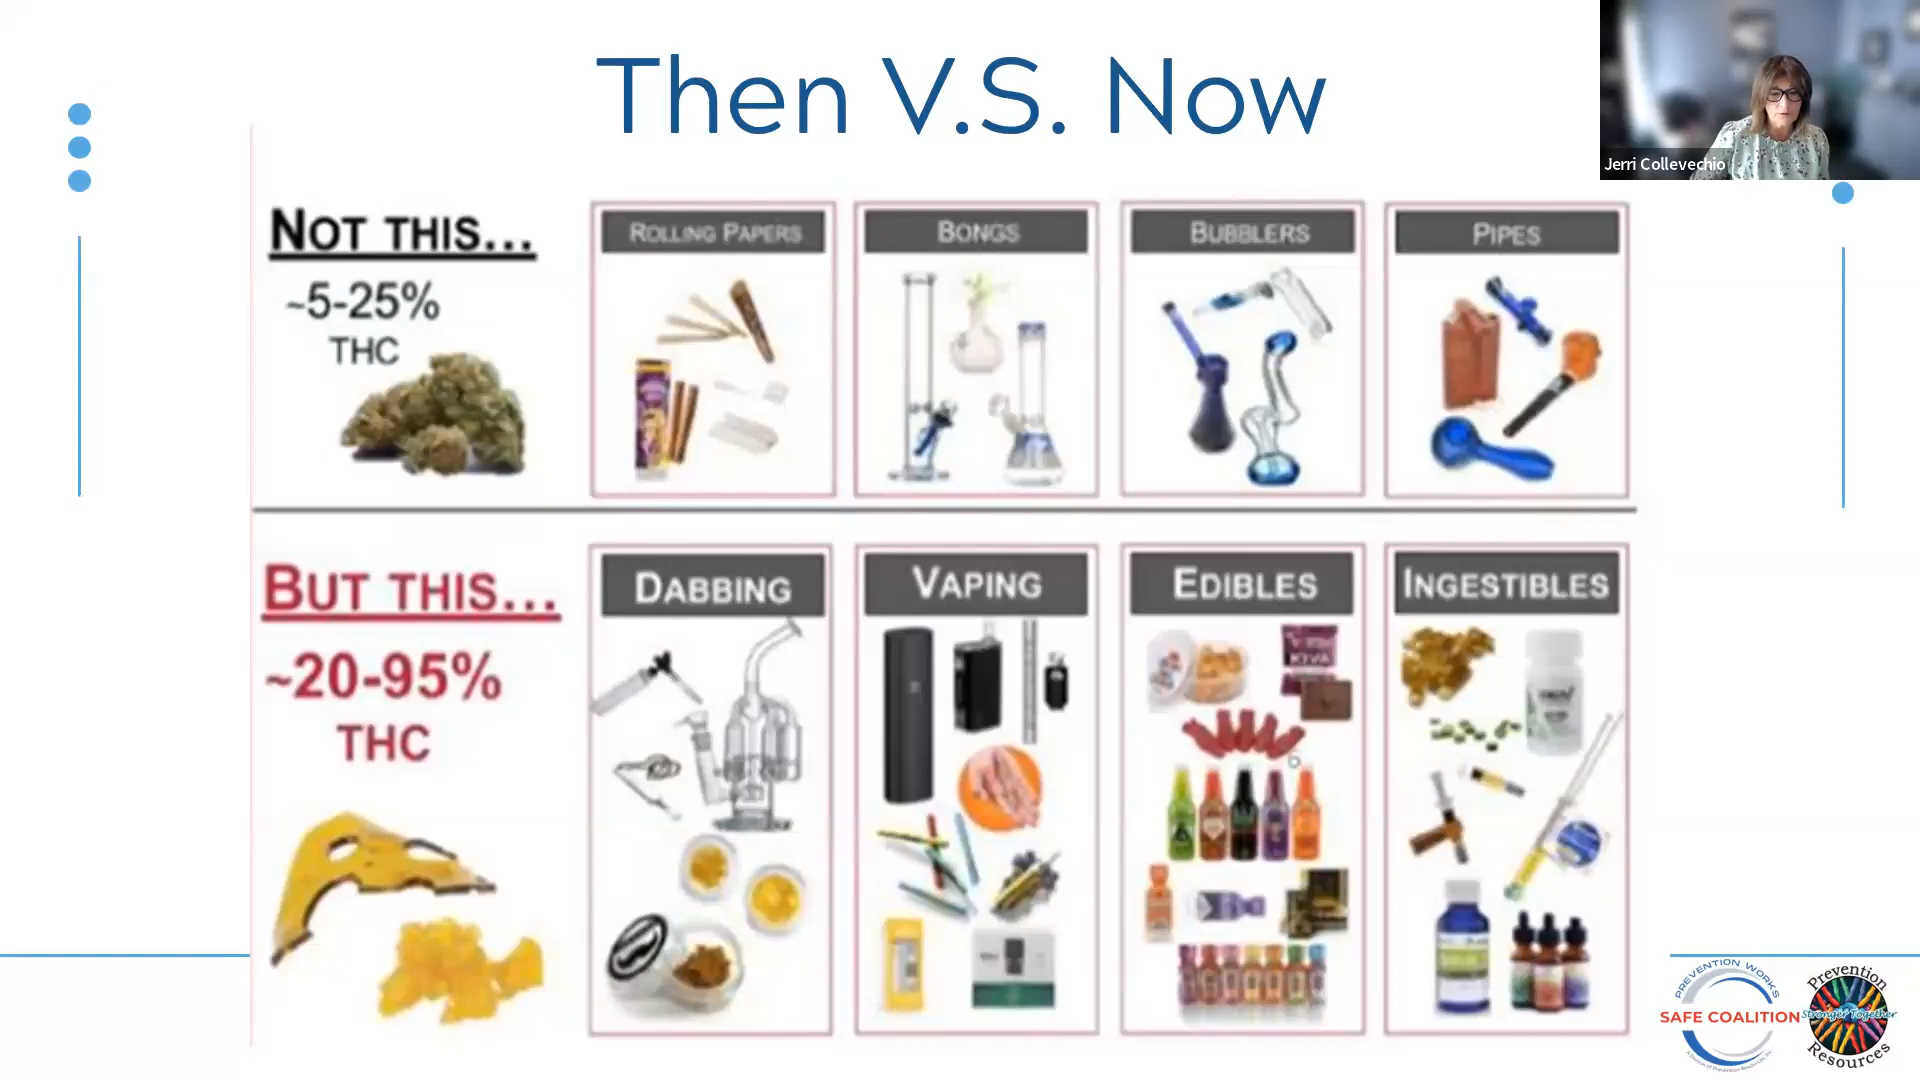 Then V.S. Now
Jerri Collevechio
NOT THIS...
~5-25%
THC
ROLLING PAPERS
BONGS
BUBBLERS
PIPES
BUT THIS...
~20-95%
THC
DABBING
VAPING
EDIBLES
INGESTIBLES
KIVA
PREVENTION WORKS
SAFE COALITION
Prevention
Stronger Together
Resources